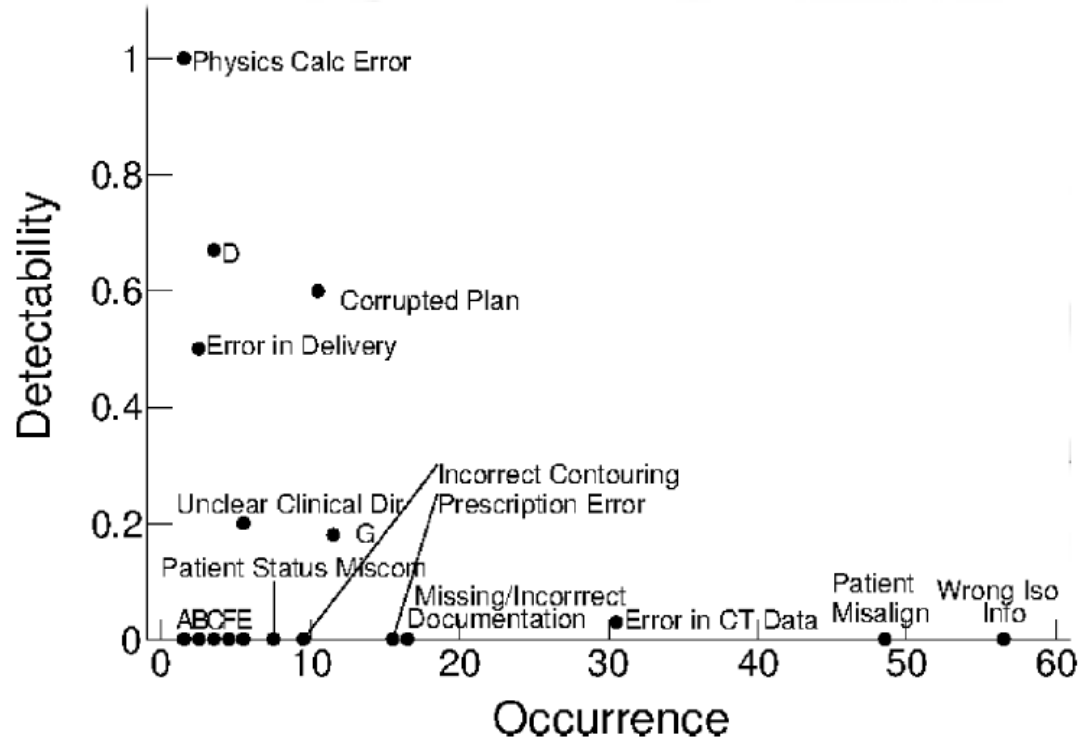 1
Physics Calc Error
0.8
D
0.6
Corrupted Plan
Error in Delivery
0.4
Incorrect Contouring
Unclear Clinical Dir
Prescription Error
0.2
G
Patient Status Miscom
Missing/Incorrrect
Documentation
Patient
Misalign
Wrong Iso
Info
ABCFE
Error in CT Data
0
0 10 20 30 40 50 60
Detectability
Occurrence